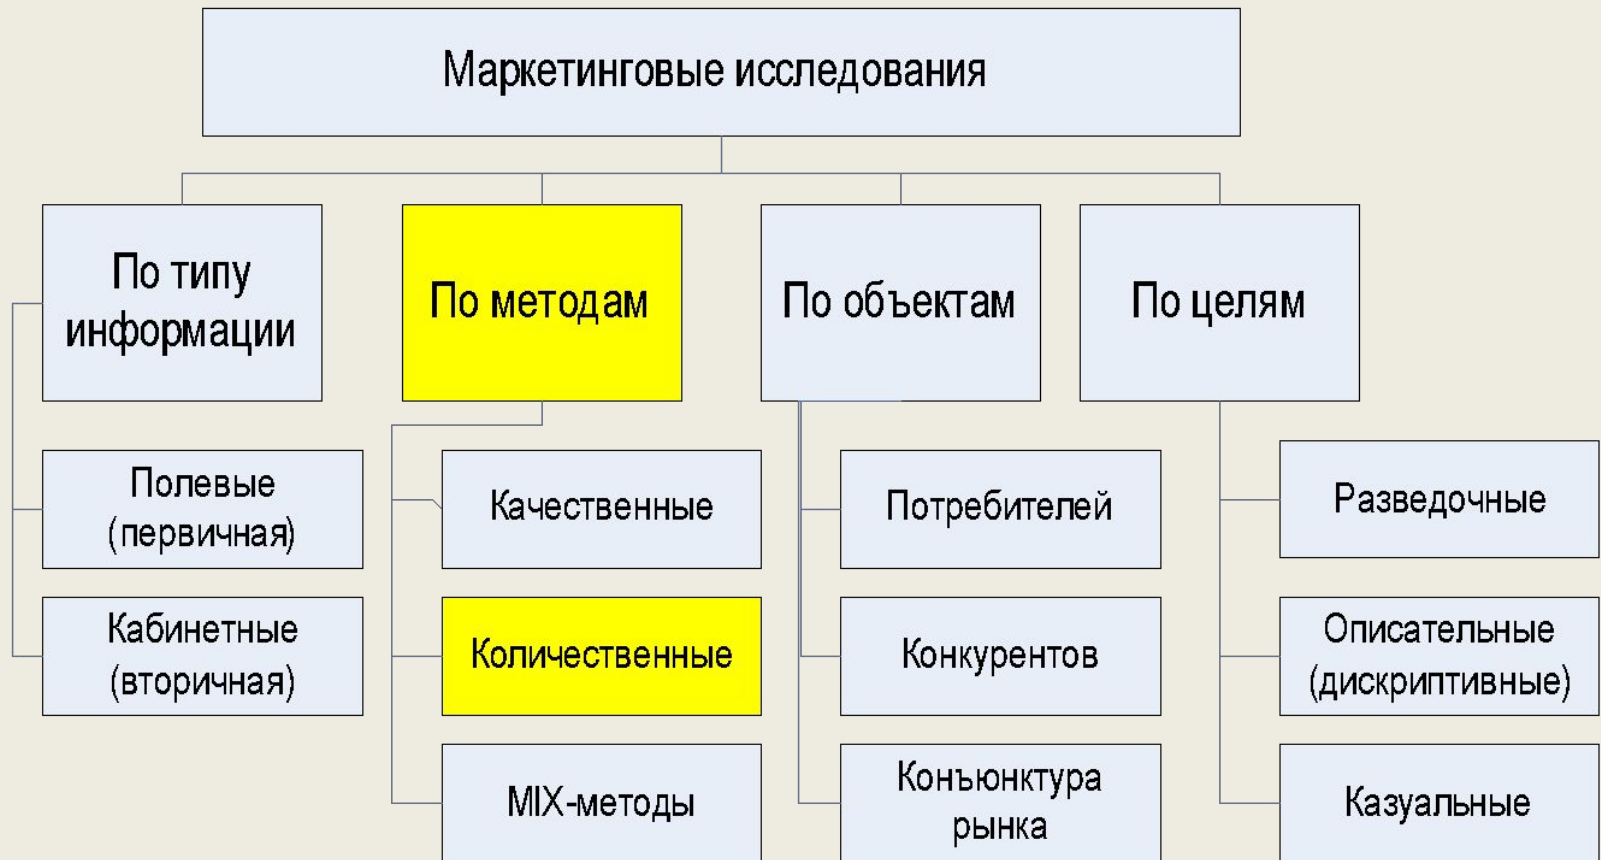 Маркетинговые исследования
По типу
информации
По методам
По объектам
По целям
Полевые
(первичная)
Кабинетные
(вторичная)
Качественные
Количественные
MIX-методы
Потребителей
Конкурентов
Конъюнктура
рынка
Разведочные
Описательные
(дискриптивные)
Казуальные